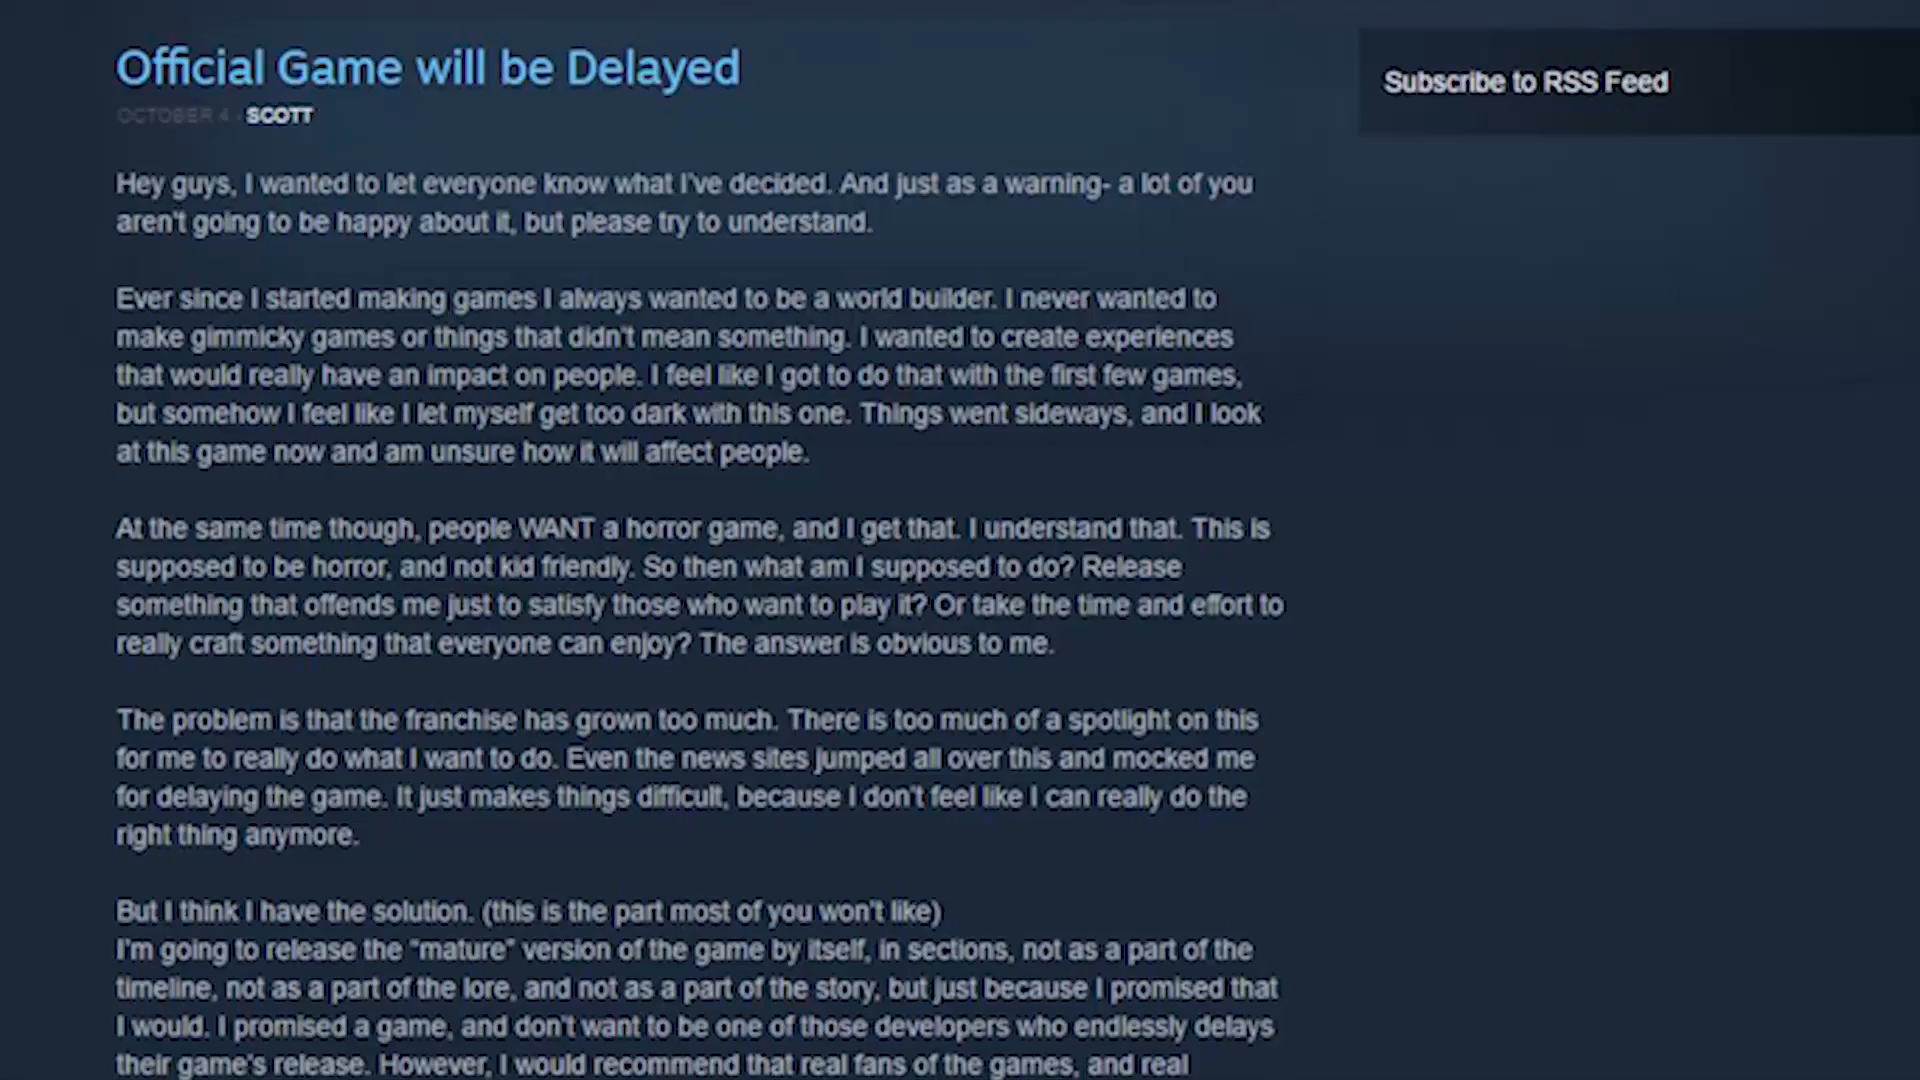 Official Game will be Delayed
OCTOBER 4 - SCOTT
Subscribe to RSS Feed
Hey guys, I wanted to let everyone know what I've decided. And just as a warning- a lot of you
aren't going to be happy about it, but please try to understand.
Ever since I started making games I always wanted to be a world builder. I never wanted to
make gimmicky games or things that didn't mean something. I wanted to create experiences
that would really have an impact on people. I feel like I got to do that with the first few games,
but somehow I feel like I let myself get too dark with this one. Things went sideways, and I look
at this game now and am unsure how it will affect people.
At the same time though, people WANT a horror game, and I get that. I understand that. This is
supposed to be horror, and not kid friendly. So then what am I supposed to do? Release
something that offends me just to satisfy those who want to play it? Or take the time and effort to
really craft something that everyone can enjoy? The answer is obvious to me.
The problem is that the franchise has grown too much. There is too much of a spotlight on this
for me to really do what I want to do. Even the news sites jumped all over this and mocked me
for delaying the game. It just makes things difficult, because I don't feel like I can really do the
right thing anymore.
But I think I have the solution. (this is the part most of you won't like)
I'm going to release the "mature" version of the game by itself, in sections, not as a part of the
timeline, not as a part of the lore, and not as a part of the story, but just because I promised that
I would. I promised a game, and don't want to be one of those developers who endlessly delays
their game's release. However, I would recommend that real fans of the games, and real